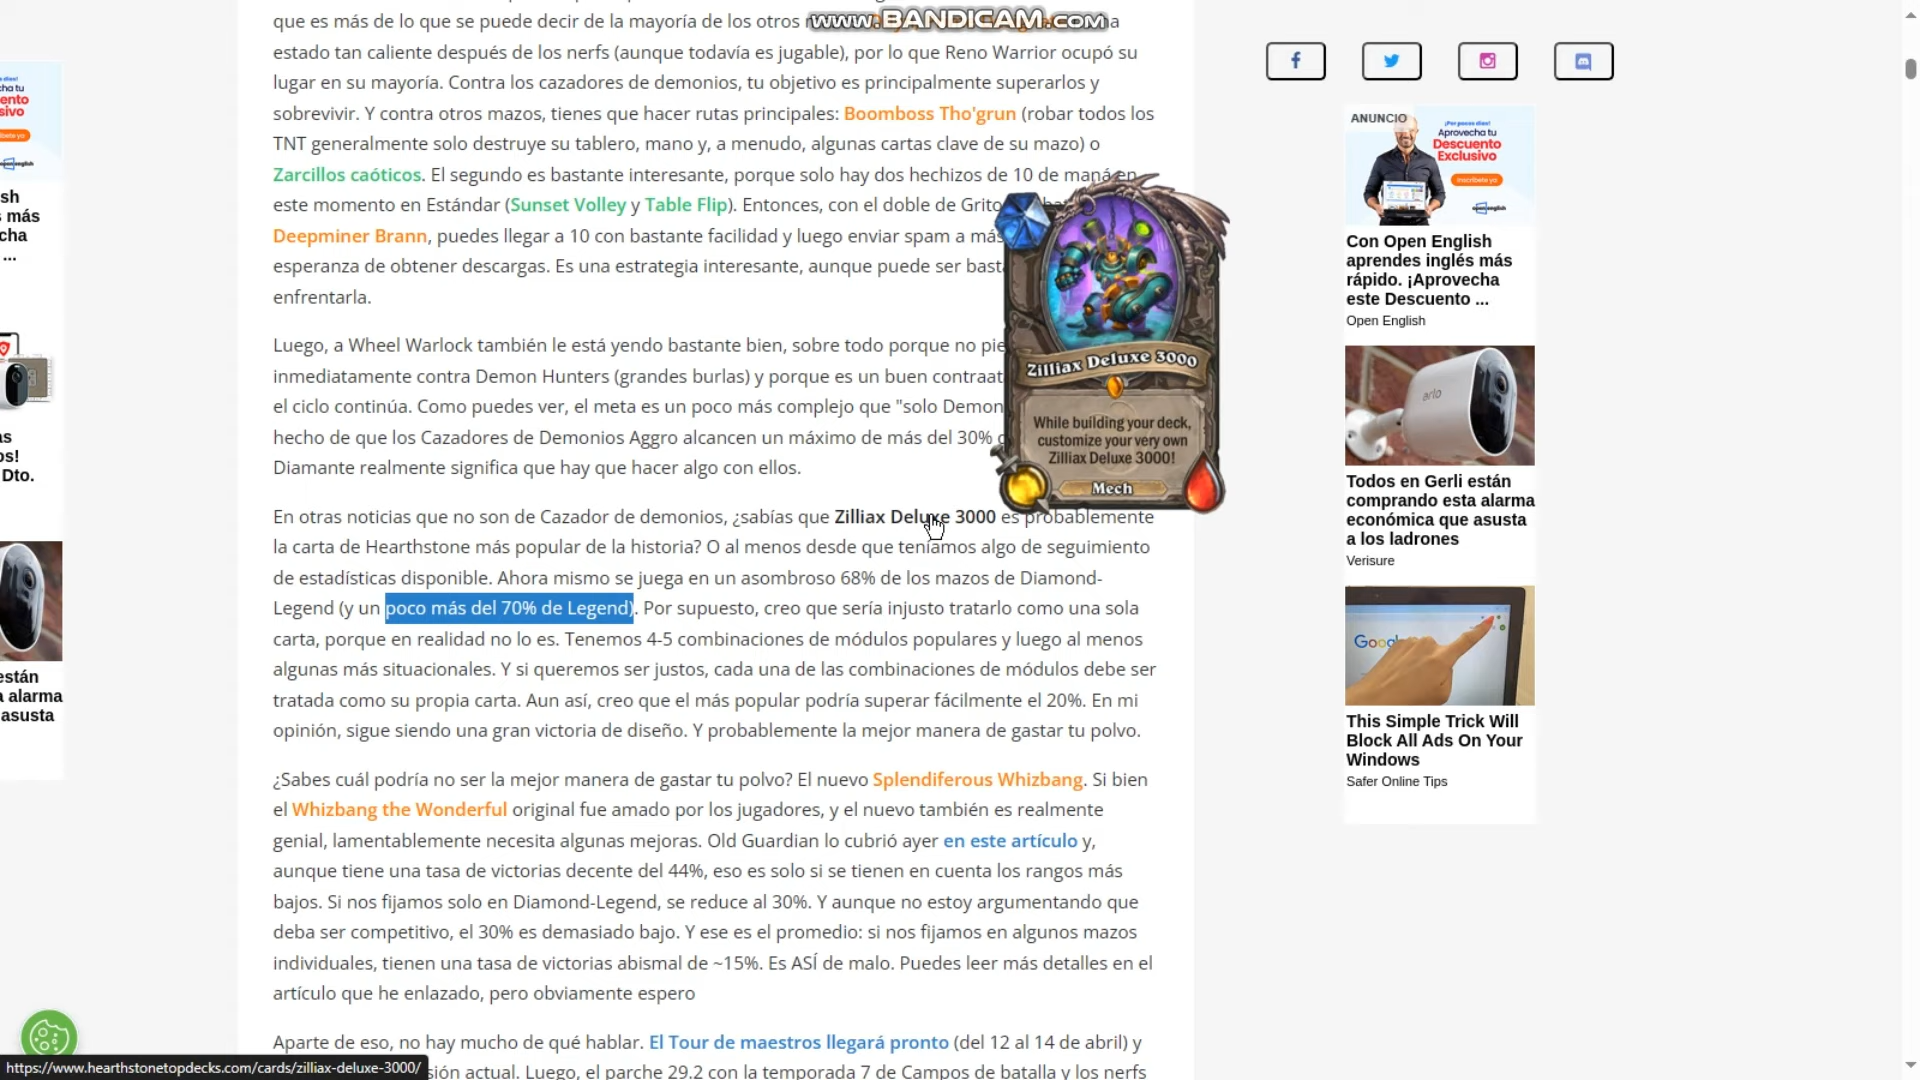 que es más de lo que se puede decir de la mayoría de los otros
www.BANDICAM.com
ha
estado tan caliente después de los nerfs (aunque todavía es jugable), por lo que Reno Warrior ocupó su
lugar en su mayoría. Contra los cazadores de demonios, tu objetivo es principalmente superarlos y
sobrevivir. Y contra otros mazos, tienes que hacer rutas principales: Boomboss Tho'grun (robar todos los
TNT generalmente solo destruye su tablero, mano y, a menudo, algunas cartas clave de su mazo) o
Zarcillos caóticos. El segundo es bastante interesante, porque solo hay dos hechizos de 10 de maná en
este momento en Estándar (Sunset Volley y Table Flip). Entonces, con el doble de Grito
Deepminer Brann, puedes llegar a 10 con bastante facilidad y luego enviar spam a más
esperanza de obtener descargas. Es una estrategia interesante, aunque puede ser bast
enfrentarla.
Luego, a Wheel Warlock también le está yendo bastante bien, sobre todo porque no pie
inmediatamente contra Demon Hunters (grandes burlas) y porque es un buen contraat
el ciclo continúa. Como puedes ver, el meta es un poco más complejo que "solo Demon
hecho de que los Cazadores de Demonios Aggro alcancen un máximo de más del 30%
Diamante realmente significa que hay que hacer algo con ellos.
Zilliax Deluxe 3000
While building your deck,
customize your very own
Zilliax Deluxe 3000!
Mech
En otras noticias que no son de Cazador de demonios, ¿sabías que Zilliax Deluxe 3000 es probablemente
la carta de Hearthstone más popular de la historia? O al menos desde que teníamos algo de seguimiento
de estadísticas disponible. Ahora mismo se juega en un asombroso 68% de los mazos de Diamond-
Legend (y un poco más del 70% de Legend). Por supuesto, creo que sería injusto tratarlo como una sola
carta, porque en realidad no lo es. Tenemos 4-5 combinaciones de módulos populares y luego al menos
algunas más situacionales. Y si queremos ser justos, cada una de las combinaciones de módulos debe ser
tratada como su propia carta. Aun así, creo que el más popular podría superar fácilmente el 20%. En mi
opinión, sigue siendo una gran victoria de diseño. Y probablemente la mejor manera de gastar tu polvo.
¿Sabes cuál podría no ser la mejor manera de gastar tu polvo? El nuevo Splendiferous Whizbang. Si bien
el Whizbang the Wonderful original fue amado por los jugadores, y el nuevo también es realmente
genial, lamentablemente necesita algunas mejoras. Old Guardian lo cubrió ayer en este artículo y,
aunque tiene una tasa de victorias decente del 44%, eso es solo si se tienen en cuenta los rangos más
bajos. Si nos fijamos solo en Diamond-Legend, se reduce al 30%. Y aunque no estoy argumentando que
deba ser competitivo, el 30% es demasiado bajo. Y ese es el promedio: si nos fijamos en algunos mazos
individuales, tienen una tasa de victorias abismal de ~15%. Es ASÍ de malo. Puedes leer más detalles en el
artículo que he enlazado, pero obviamente espero
Aparte de eso, no hay mucho de qué hablar. El Tour de maestros llegará pronto (del 12 al 14 de abril) y
sión actual. Luego, el parche 29.2 con la temporada 7 de Campos de batalla y los nerfs
https://www.hearthstonetopdecks.com/cards/zilliax-deluxe-3000/
ANUNCIO
¡Por pocos días!
Aprovecha tu
Descuento
Exclusivo
Inscríbete ya
open english
Con Open English
aprendes inglés más
rápido. ¡Aprovecha
este Descuento ...
Open English
arlo
Todos en Gerli están
comprando esta alarma
económica que asusta
a los ladrones
Verisure
Goog
This Simple Trick Will
Block All Ads On Your
Windows
Safer Online Tips
cha tu
ento
sivo
sh
s más
cha
...
as
os!
Dto.
están
a alarma
asusta